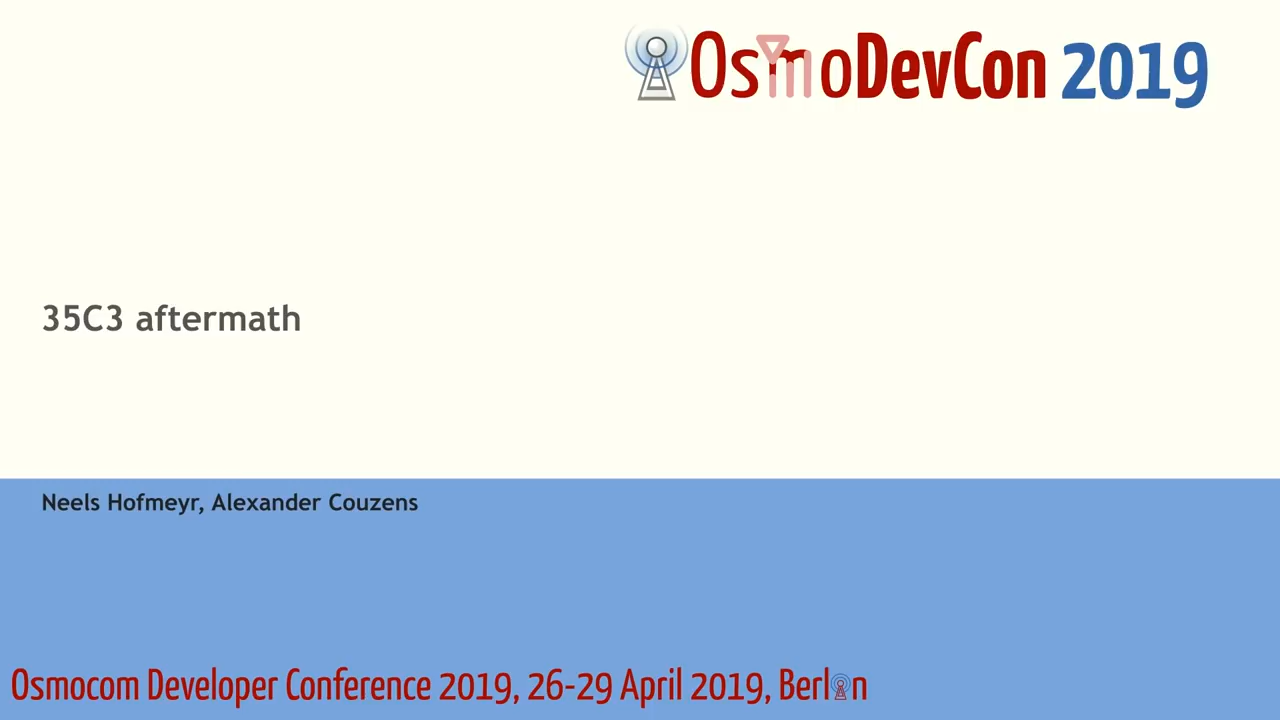 OsmoDevCon 2019
35C3 aftermath
Neels Hofmeyr, Alexander Couzens
Osmocom Developer Conference 2019, 26-29 April 2019, Berlin